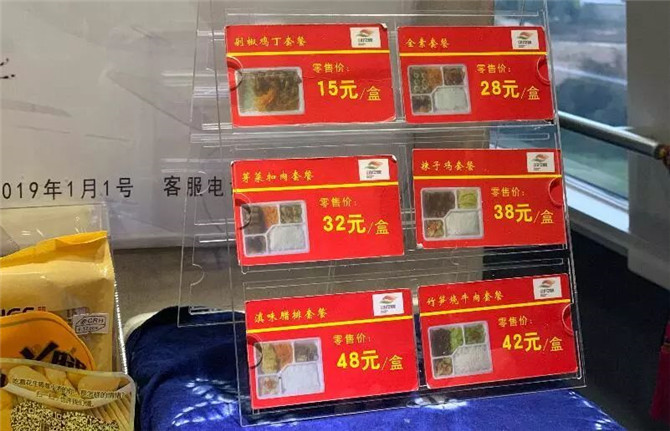 剁椒鸡丁套餐
零售价:
15元/盒
全素套餐
零售价:
28元/盒
芽菜扣肉套餐
零售价:
32元/盒
辣子鸡套餐
零售价:
38元/盒
滇味腊排套餐
零售价:
48元/盒
竹笋烧牛肉套餐
零售价:
42元/盒
2019年1月1号 客服电
CRH